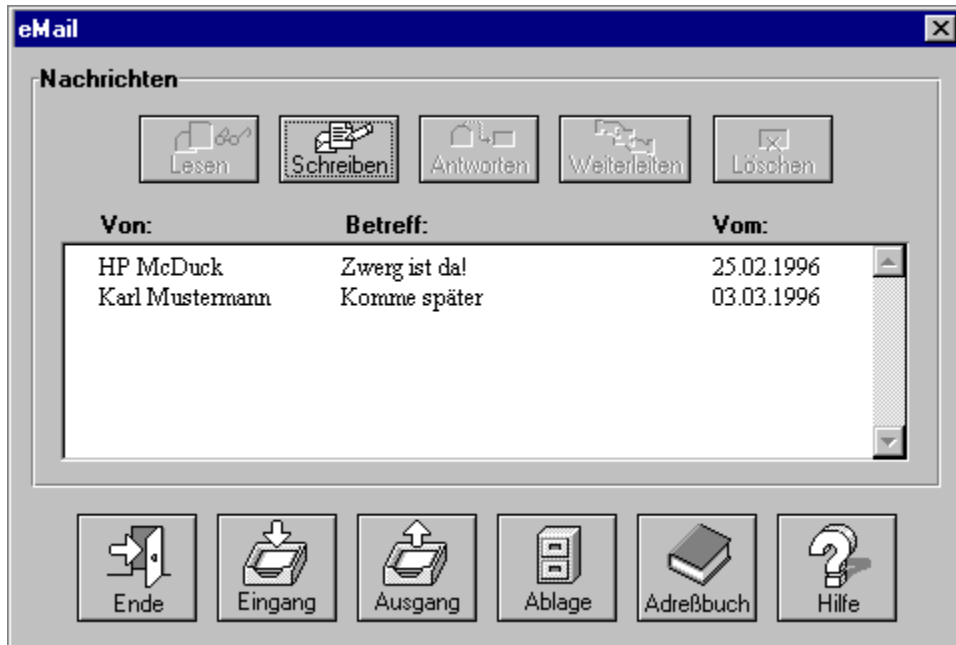 eMail
Nachrichten
Lesen Schreiben Antworten Weiterleiten Löschen
Von: Betreff: Vom:
HP McDuck Zwerg ist da! 25.02.1996
Karl Mustermann Komme später 03.03.1996
Ende Eingang Ausgang Ablage Adreßbuch Hilfe